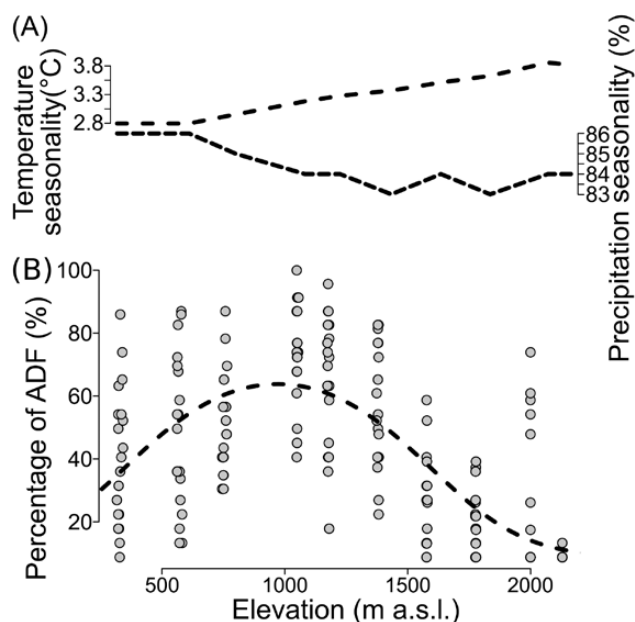 (A)
Temperature
seasonality(°C)
3.8
3.3
2.8
Precipitation seasonality (%)
86
85
84
83
(B)
Percentage of ADF (%)
100
80
60
40
20
500 1000 1500 2000
Elevation (m a.s.l.)